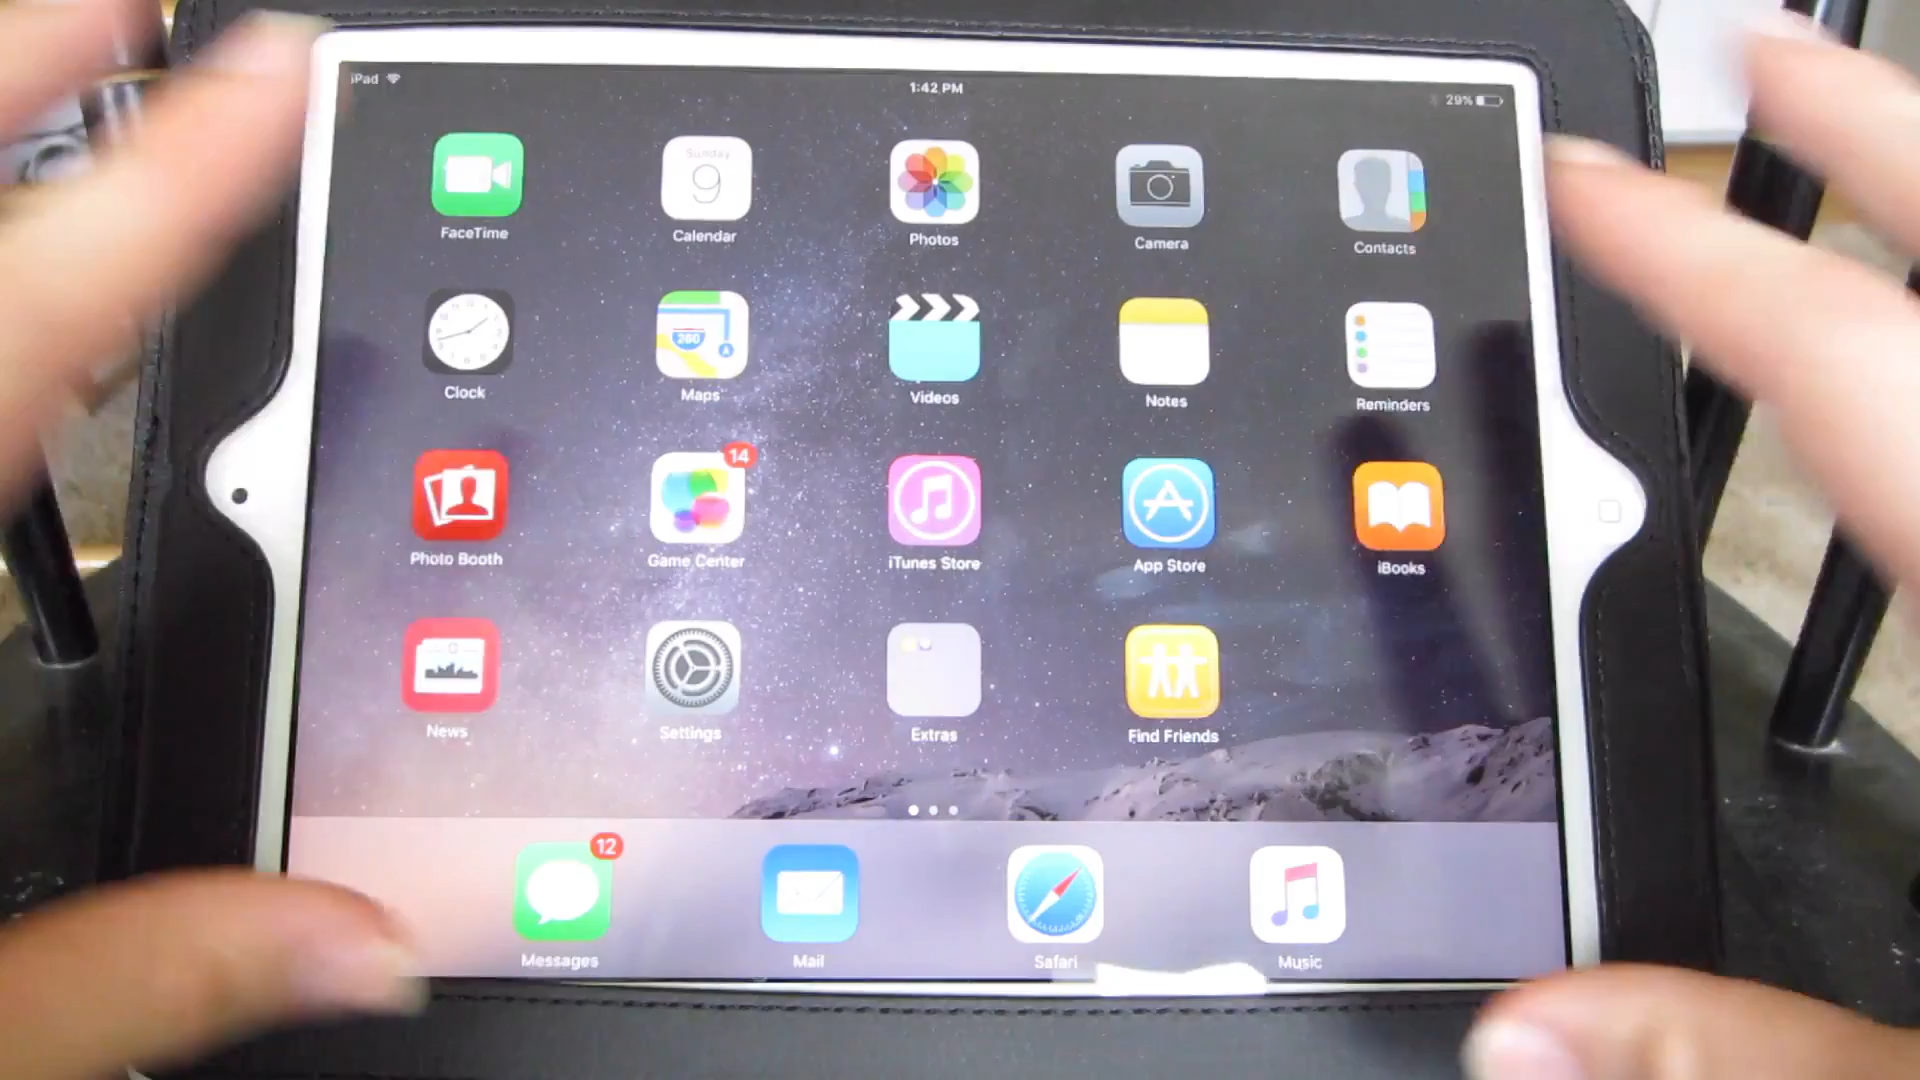 iPad 1:42 PM 29%
Sunday
9
FaceTime Calendar Photos Camera Contacts
280
Clock Maps Videos Notes Reminders
14
Photo Booth Game Center iTunes Store App Store iBooks
News Settings Extras Find Friends
12
Messages Mail Safari Music